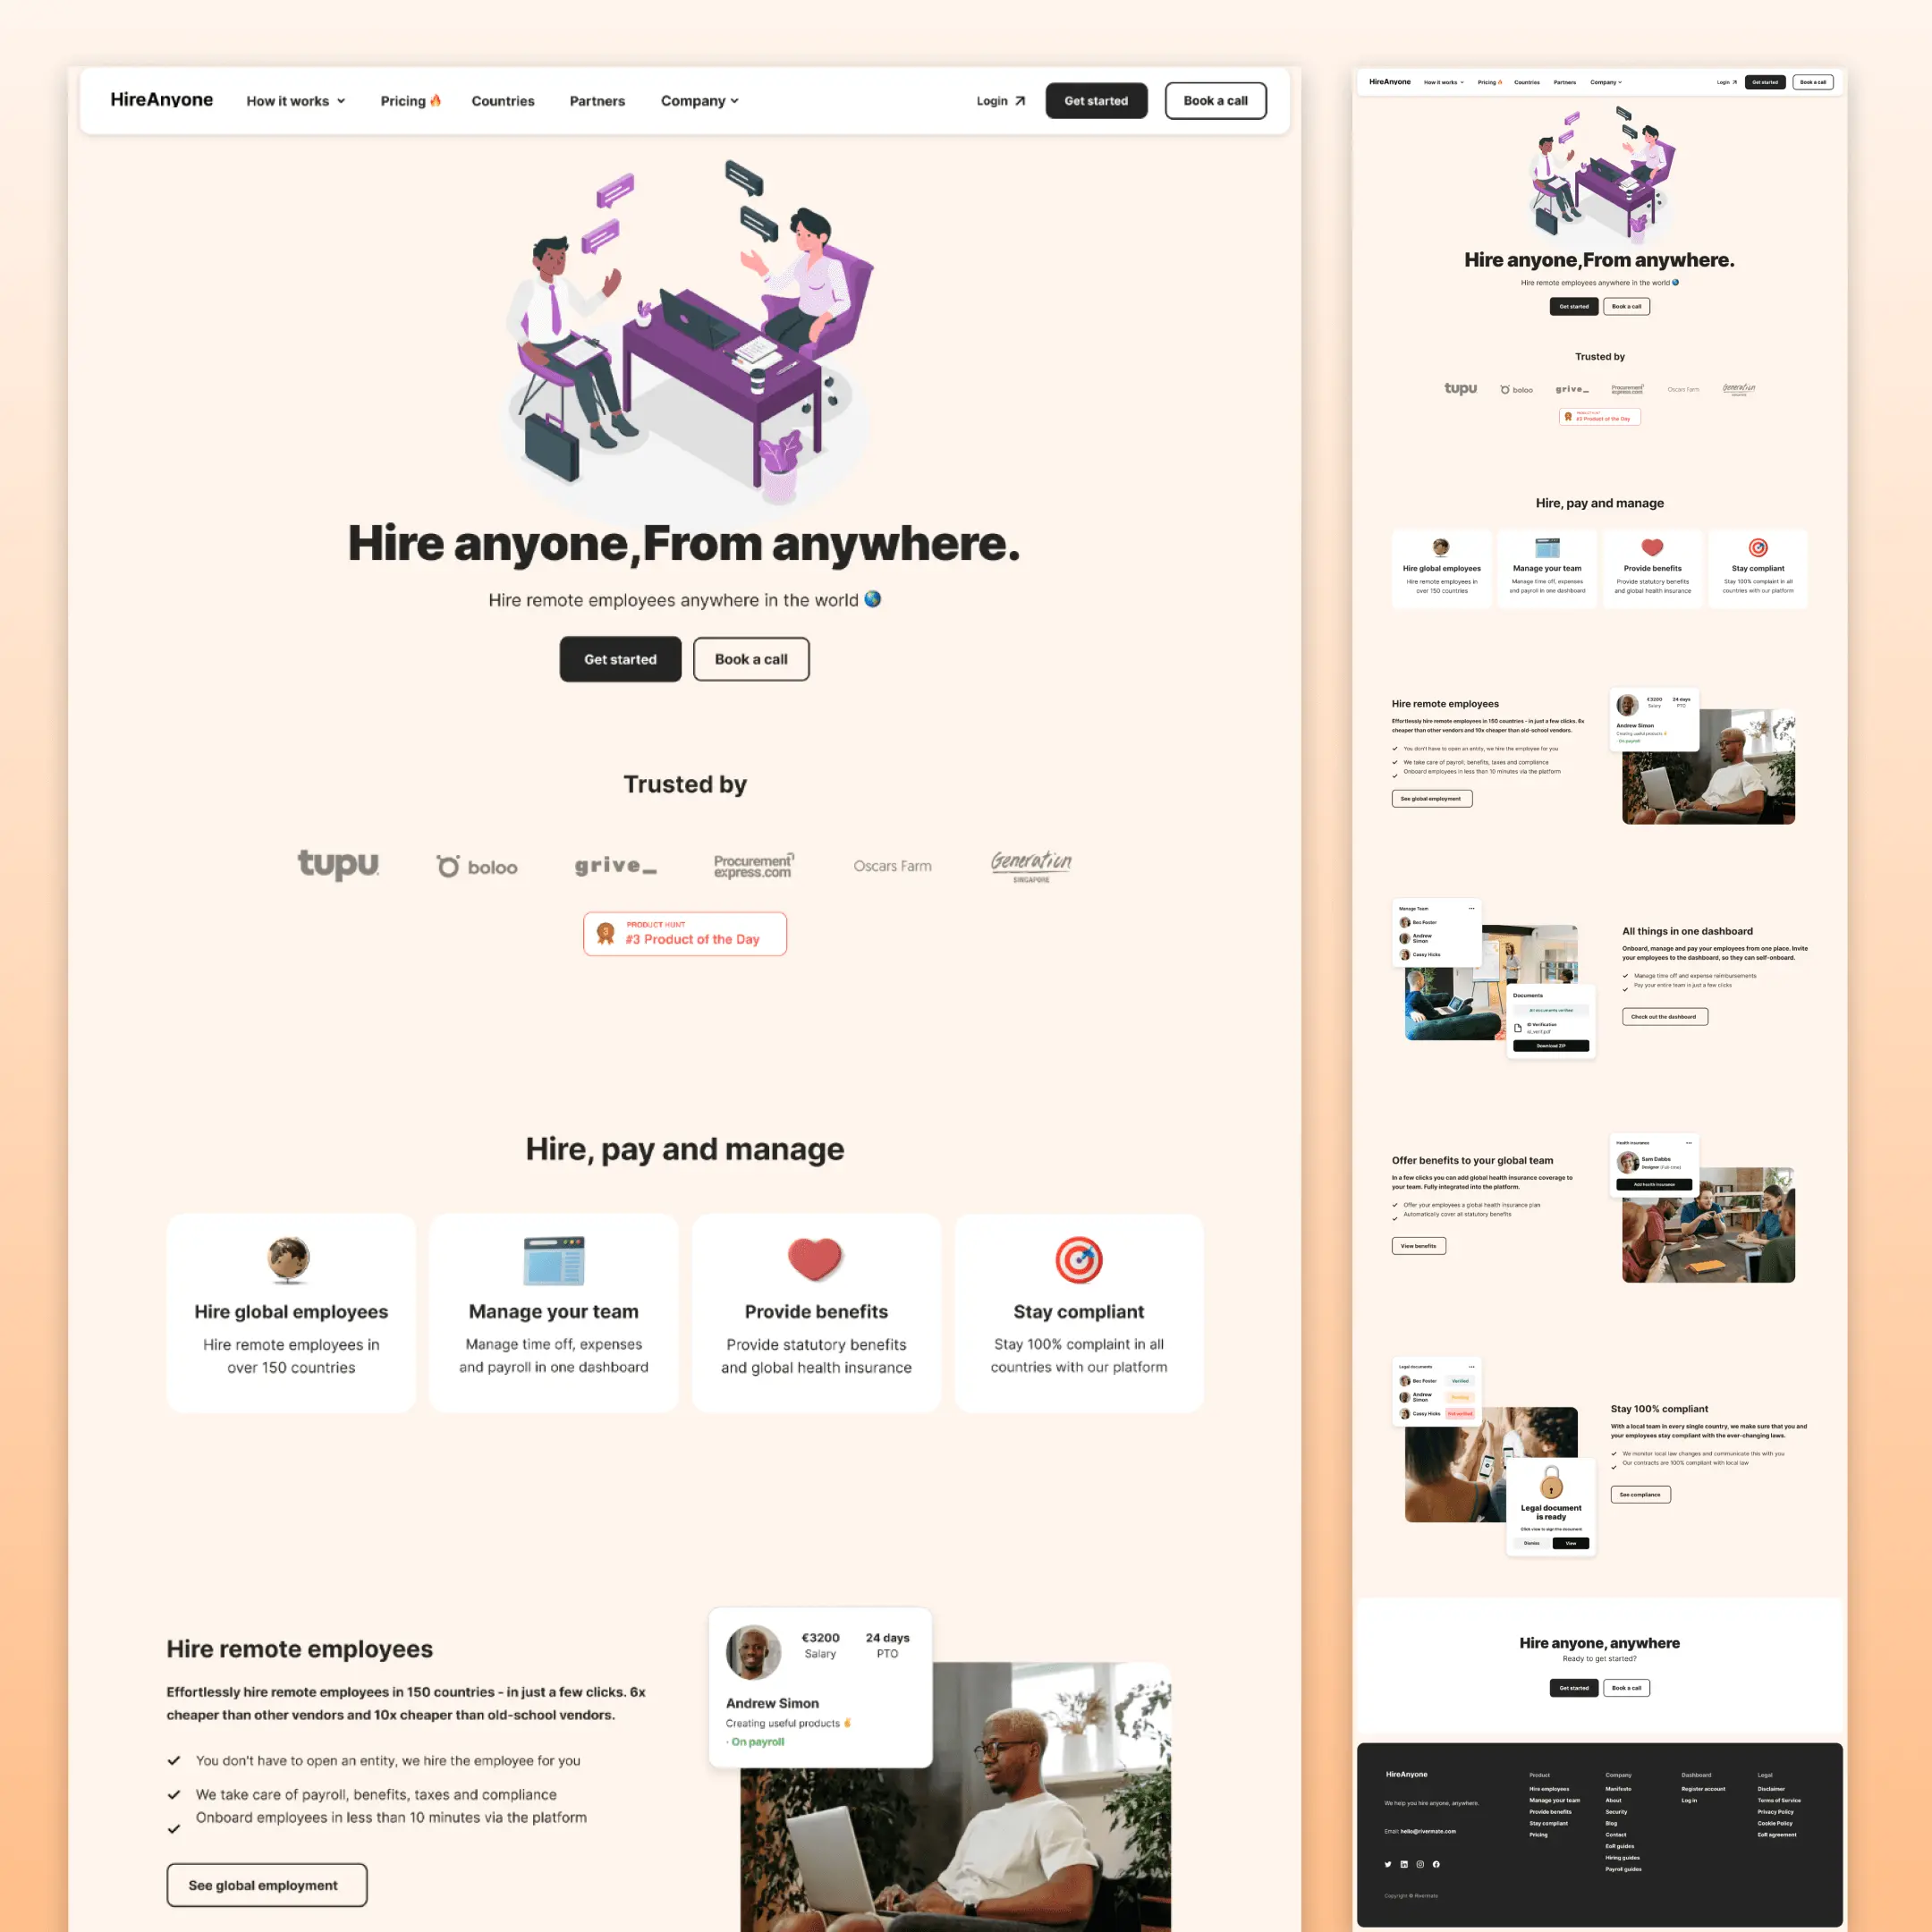 HireAnyone
How it works
Pricing 🔥
Countries
Partners
Company
Login
Get started
Book a call
Hire anyone,From anywhere.
Hire remote employees anywhere in the world 🌎
Get started
Book a call
Trusted by
tupu.
boloo
grive_
Procurement
express.com
Oscars Farm
Generation
SINGAPORE
3
PRODUCT HUNT
#3 Product of the Day
Hire, pay and manage
Hire global employees
Hire remote employees in
over 150 countries
Manage your team
Manage time off, expenses
and payroll in one dashboard
Provide benefits
Provide statutory benefits
and global health insurance
Stay compliant
Stay 100% complaint in all
countries with our platform
Hire remote employees
Effortlessly hire remote employees in 150 countries - in just a few clicks. 6x
cheaper than other vendors and 10x cheaper than old-school vendors.
You don't have to open an entity, we hire the employee for you
We take care of payroll, benefits, taxes and compliance
Onboard employees in less than 10 minutes via the platform
See global employment
€3200
Salary
24 days
PTO
Andrew Simon
Creating useful products ✌
· On payroll
HireAnyone
How it works
Pricing 🔥
Countries
Partners
Company
Login
Get started
Book a call
Hire anyone,From anywhere.
Hire remote employees anywhere in the world 🌎
Get started
Book a call
Trusted by
tupu
boloo
grive_
Procurement
express.com
Oscars Farm
Generation
PRODUCT HUNT
#3 Product of the Day
Hire, pay and manage
Hire global employees
Hire remote employees in
over 150 countries
Manage your team
Manage time off, expenses
and payroll in one dashboard
Provide benefits
Provide statutory benefits
and global health insurance
Stay compliant
Stay 100% complaint in all
countries with our platform
Hire remote employees
Effortlessly hire remote employees in 150 countries - in just a few clicks. 6x
cheaper than other vendors and 10x cheaper than old-school vendors.
You don't have to open an entity, we hire the employee for you
We take care of payroll, benefits, taxes and compliance
Onboard employees in less than 10 minutes via the platform
See global employment
€3200
Salary
24 days
PTO
Andrew Simon
Creating useful products ✌
· On payroll
Manage Team
Bec Foster
Andrew
Simon
Casey Hicks
Documents
All documents verified
ID Verification
id_verif.pdf
Download ZIP
All things in one dashboard
Onboard, manage and pay your employees from one place. Invite
your employees to the dashboard, so they can self-onboard.
Manage time off and expense reimbursements
Pay your entire team in just a few clicks
Check out the dashboard
Offer benefits to your global team
In a few clicks you can add global health insurance coverage to
your team. Fully integrated into the platform.
Offer your employees a global health insurance plan
Automatically cover all statutory benefits
View benefits
Health insurance
Sam Dabbs
Designer (Full-time)
Add health insurance
Legal documents
Bec Foster
Verified
Andrew
Simon
Pending
Casey Hicks
Not verified
Legal document
is ready
Click view to sign the document
Dismiss
View
Stay 100% compliant
With a local team in every single country, we make sure that you and
your employees stay compliant with the ever-changing laws.
We monitor local law changes and communicate this with you
Our contracts are 100% compliant with local law
See compliance
Hire anyone, anywhere
Ready to get started?
Get started
Book a call
HireAnyone
We help you hire anyone, anywhere.
Email: hello@rivermate.com
Copyright © Rivermate
Product
Hire employees
Manage your team
Provide benefits
Stay compliant
Pricing
Company
Manifesto
About
Security
Blog
Contact
EoR guides
Hiring guides
Payroll guides
Dashboard
Register account
Log in
Legal
Disclaimer
Terms of Service
Privacy Policy
Cookie Policy
EoR agreement